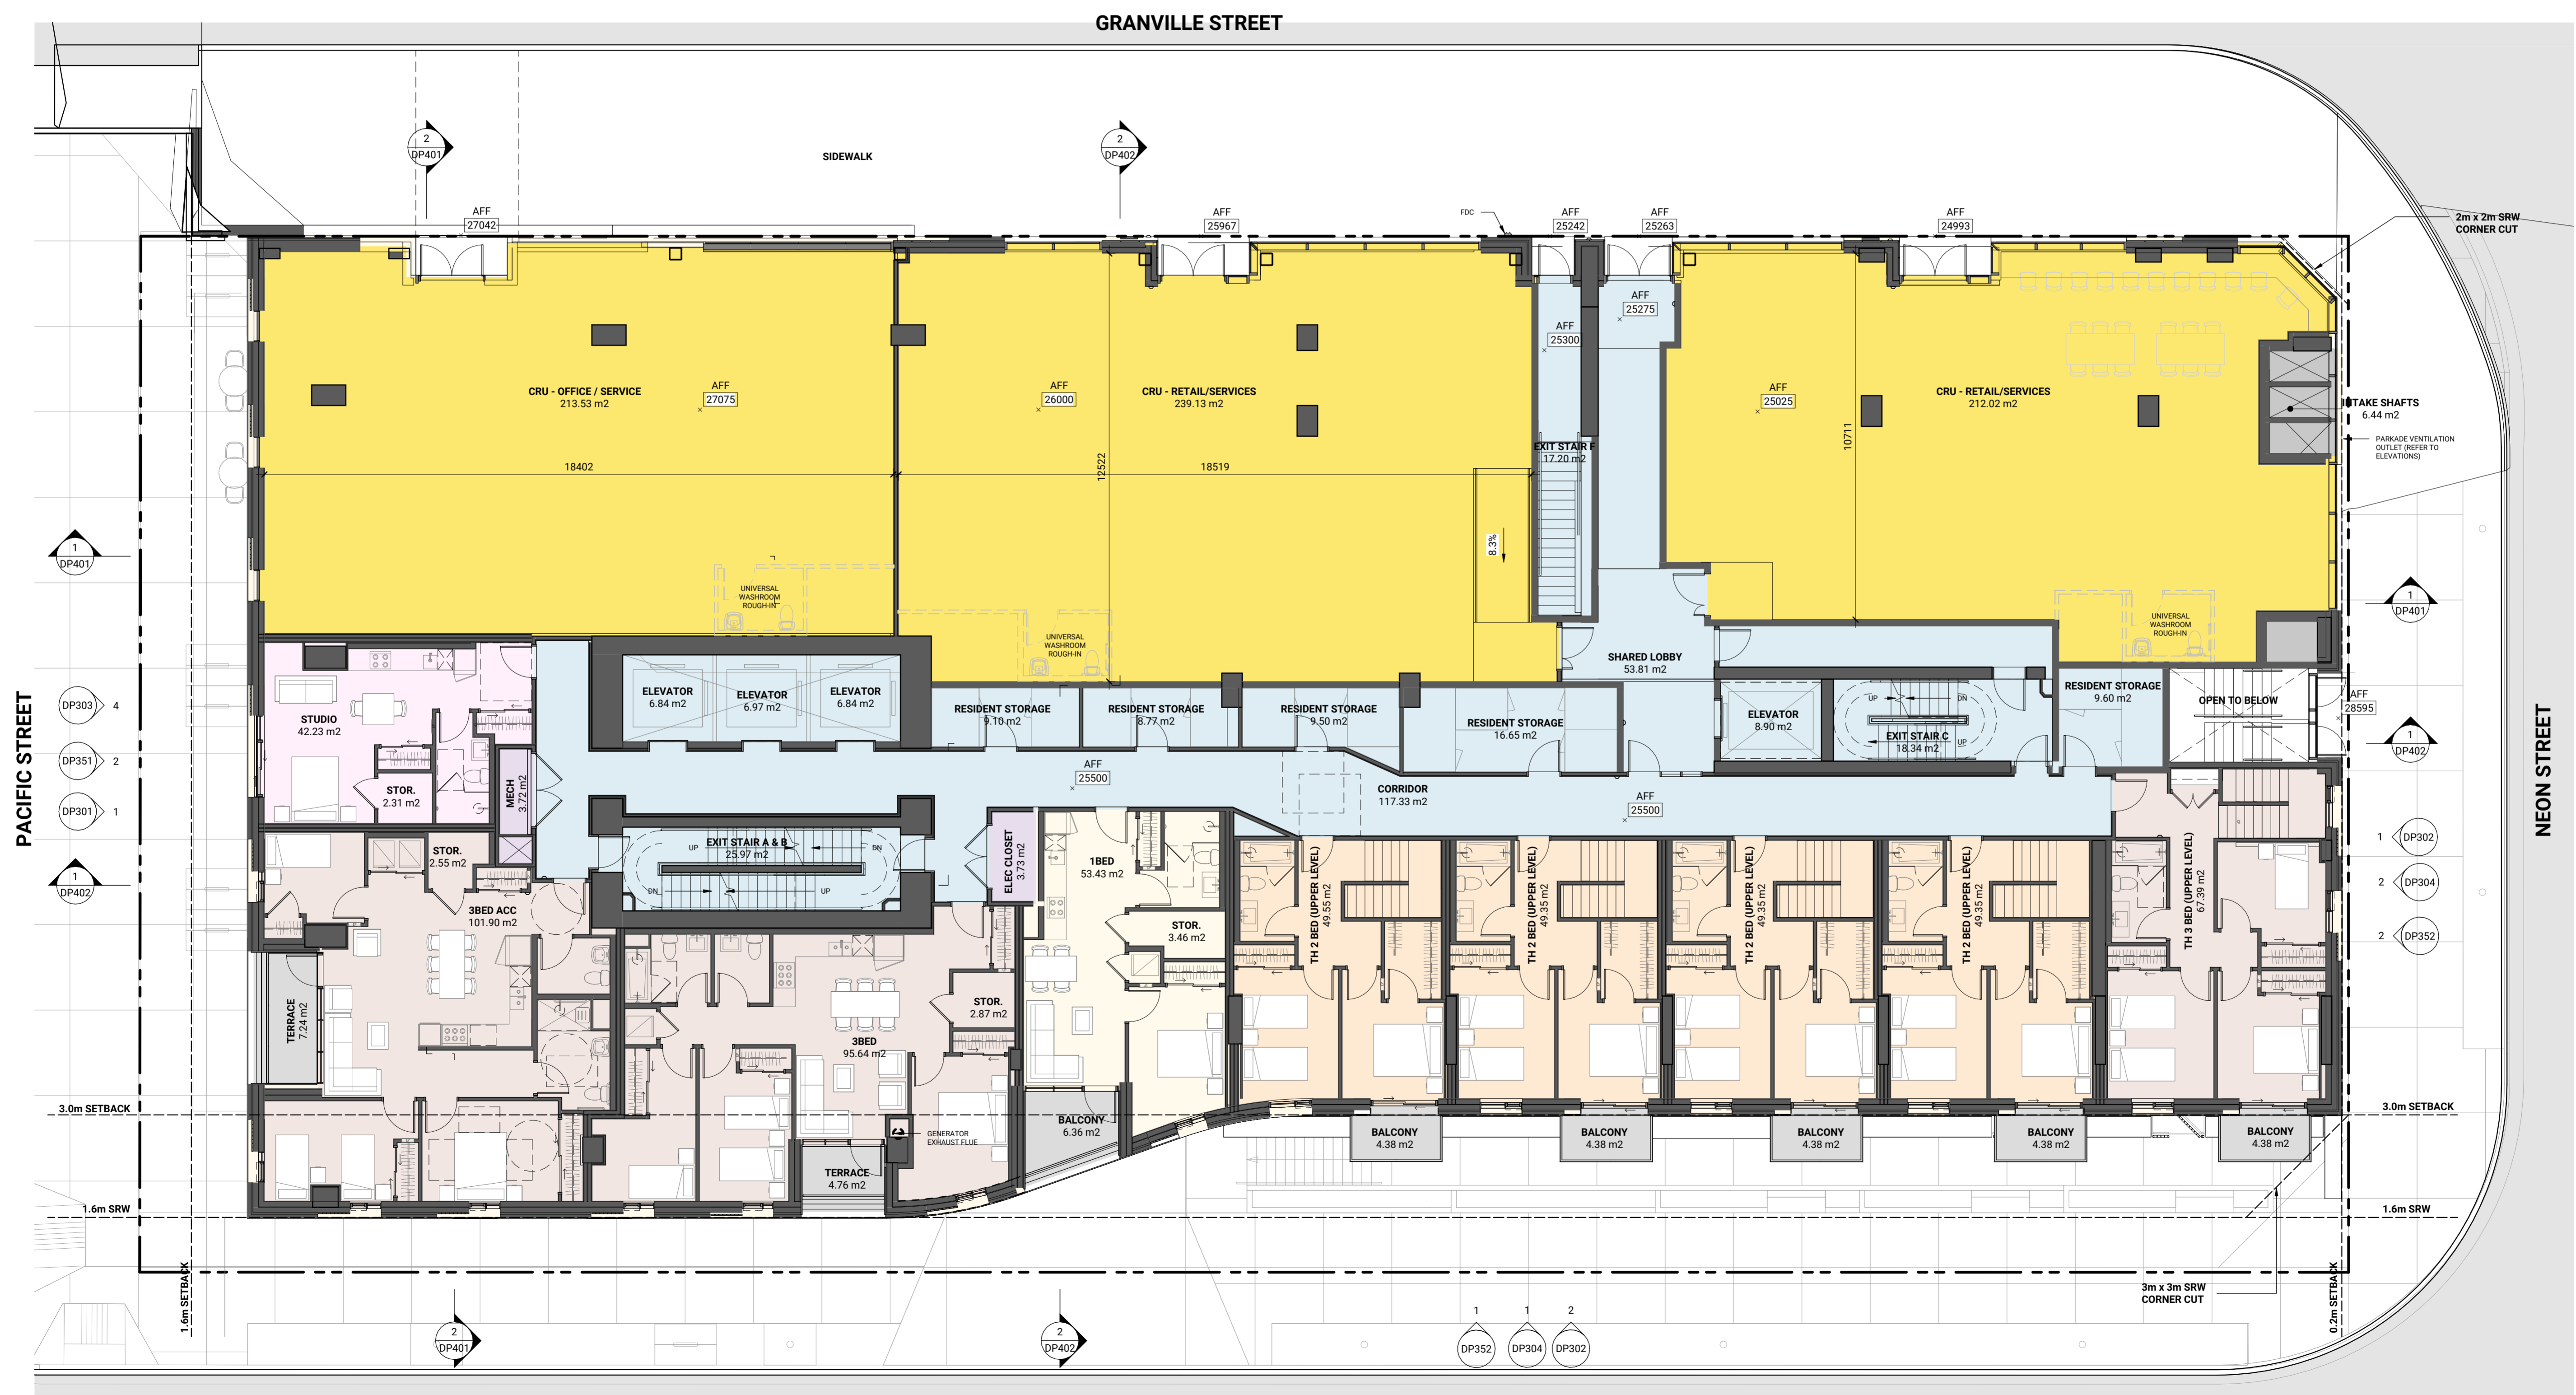 GRANVILLE STREET
2
DP401
2
DP402
SIDEWALK
AFF
27042
AFF
25967
FDC
AFF
25242
AFF
25263
AFF
24993
2m x 2m SRW
CORNER CUT
AFF
25275
AFF
25300
CRU - OFFICE / SERVICE
213.53 m2
AFF
27075
AFF
26000
CRU - RETAIL/SERVICES
239.13 m2
AFF
25025
CRU - RETAIL/SERVICES
212.02 m2
INTAKE SHAFTS
6.44 m2
PARKADE VENTILATION
OUTLET (REFER TO
ELEVATIONS)
18402
12522
18519
EXIT STAIR F
17.20 m2
10711
8.3%
1
DP401
1
DP401
UNIVERSAL
WASHROOM
ROUGH-IN
UNIVERSAL
WASHROOM
ROUGH-IN
UNIVERSAL
WASHROOM
ROUGH-IN
SHARED LOBBY
53.81 m2
PACIFIC STREET
DP303 4
DP351 2
DP301 1
STUDIO
42.23 m2
STOR.
2.31 m2
MECH
3.72 m2
ELEVATOR
6.84 m2
ELEVATOR
6.97 m2
ELEVATOR
6.84 m2
RESIDENT STORAGE
9.10 m2
RESIDENT STORAGE
8.77 m2
RESIDENT STORAGE
9.50 m2
RESIDENT STORAGE
16.65 m2
ELEVATOR
8.90 m2
UP
DN
EXIT STAIR C
18.34 m2
UP
RESIDENT STORAGE
9.60 m2
OPEN TO BELOW
AFF
28595
1
DP402
NEON STREET
AFF
25500
CORRIDOR
117.33 m2
AFF
25500
1
DP402
STOR.
2.55 m2
3BED ACC
101.90 m2
EXIT STAIR A & B
25.97 m2
UP
DN
DN
UP
ELEC CLOSET
3.73 m2
1BED
53.43 m2
STOR.
3.46 m2
TH 2 BED (UPPER LEVEL)
49.55 m2
TH 2 BED (UPPER LEVEL)
49.35 m2
TH 2 BED (UPPER LEVEL)
49.35 m2
TH 2 BED (UPPER LEVEL)
49.35 m2
TH 3 BED (UPPER LEVEL)
67.39 m2
1 DP302
2 DP304
2 DP352
TERRACE
7.24 m2
STOR.
2.87 m2
3BED
95.64 m2
3.0m SETBACK
3.0m SETBACK
GENERATOR
EXHAUST FLUE
TERRACE
4.76 m2
BALCONY
6.36 m2
BALCONY
4.38 m2
BALCONY
4.38 m2
BALCONY
4.38 m2
BALCONY
4.38 m2
BALCONY
4.38 m2
1.6m SRW
1.6m SRW
1.6m SETBACK
3m x 3m SRW
CORNER CUT
0.2m SETBACK
2
DP401
2
DP402
1
DP352
1
DP304
2
DP302